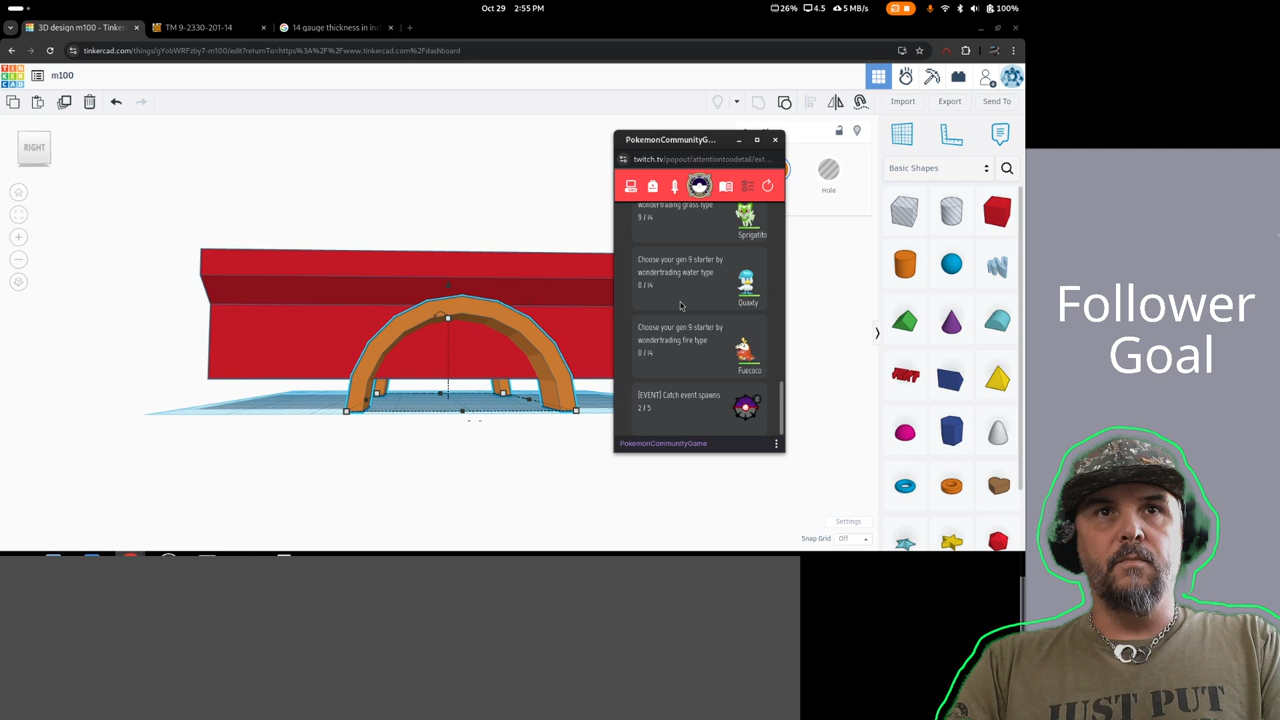 Oct 29 2:55 PM
26%
4.5
5 MB/s
100%
3D design m100 - Tinker
TM 9-2330-201-14
14 gauge thickness in inc
tinkercad.com/things/gYobWRFzby7-m100/edit?returnTo=https%3A%2F%2Fwww.tinkercad.com%2Fdashboard
TIN
KER
CAD
m100
Import
Export
Send To
RIGHT
PokemonCommunityG...
twitch.tv/popout/attentiontoodetail/ext...
Hole
Basic Shapes
wondertrading grass type
9 / 14
Sprigatito
Choose your gen 9 starter by
wondertrading water type
0 / 14
Quaxly
Choose your gen 9 starter by
wondertrading fire type
0 / 14
Fuecoco
[EVENT] Catch event spawns
2 / 5
PokemonCommunityGame
Settings
Snap Grid
Off
Follower
Goal
JUST PUT